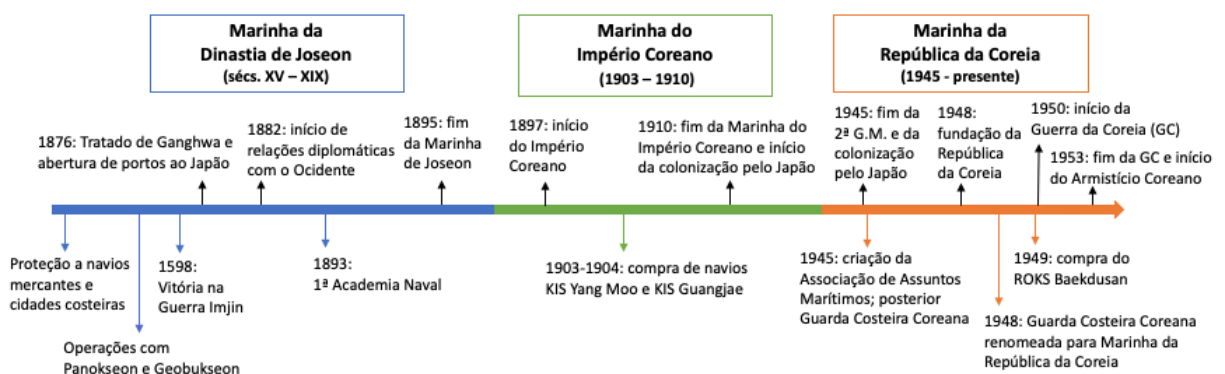 Marinha da
Dinastia de Joseon
(sécs. XV – XIX)
Marinha do
Império Coreano
(1903 – 1910)
Marinha da
República da Coreia
(1945 - presente)
1876: Tratado de Ganghwa e
abertura de portos ao Japão
1882: início de
relações diplomáticas
com o Ocidente
1895: fim
da Marinha
de Joseon
1897: início
do Império
Coreano
1910: fim da Marinha do
Império Coreano e início
da colonização pelo Japão
1945: fim da
2ª G.M. e da
colonização
pelo Japão
1948:
fundação da
República
da Coreia
1950: início da
Guerra da Coreia (GC)
1953: fim da GC e início
do Armistício Coreano
Proteção a navios
mercantes e
cidades costeiras
Operações com
Panokseon e Geobukseon
1598:
Vitória na
Guerra Imjin
1893:
1ª Academia Naval
1903-1904: compra de navios
KIS Yang Moo e KIS Guangjae
1945: criação da
Associação de Assuntos
Marítimos; posterior
Guarda Costeira Coreana
1949: compra do
ROKS Baekdusan
1948: Guarda Costeira Coreana
renomeada para Marinha da
República da Coreia